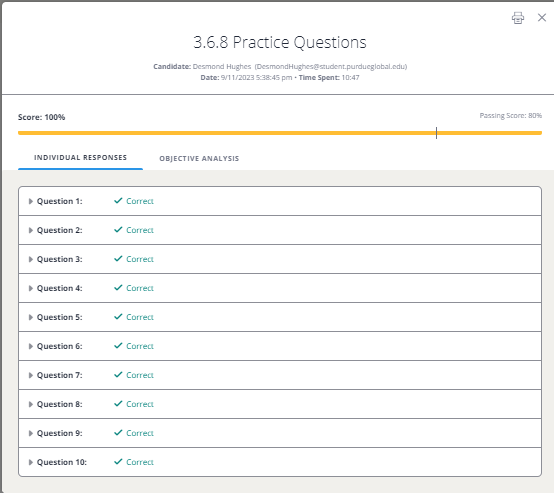 3.6.8 Practice Questions
Candidate: Desmond Hughes (DesmondHughes@student.purdueglobal.edu)
Date: 9/11/2023 5:38:45 pm • Time Spent: 10:47
Score: 100%
Passing Score: 80%
INDIVIDUAL RESPONSES
OBJECTIVE ANALYSIS
Question 1: Correct
Question 2: Correct
Question 3: Correct
Question 4: Correct
Question 5: Correct
Question 6: Correct
Question 7: Correct
Question 8: Correct
Question 9: Correct
Question 10: Correct